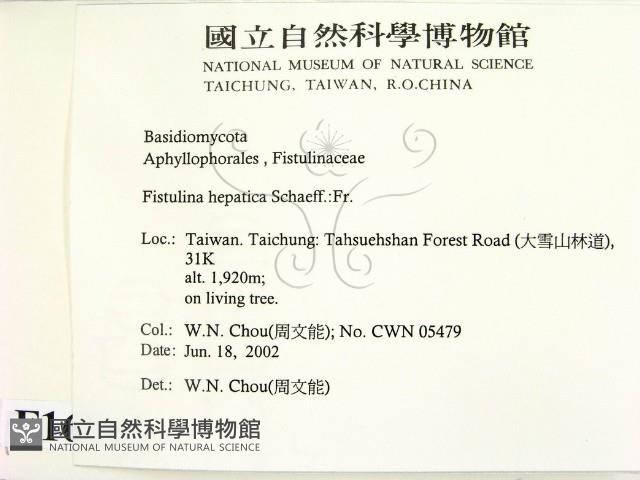 國立自然科學博物館
NATIONAL MUSEUM OF NATURAL SCIENCE
TAICHUNG, TAIWAN, R.O.CHINA
Basidiomycota
Aphyllophorales , Fistulinaceae
Fistulina hepatica Schaeff.:Fr.
Loc.: Taiwan. Taichung: Tahsuehshan Forest Road (大雪山林道),
31K
alt. 1,920m;
on living tree.
Col.: W.N. Chou(周文能); No. CWN 05479
Date: Jun. 18, 2002
Det.: W.N. Chou(周文能)
國立自然科學博物館
NATIONAL MUSEUM OF NATURAL SCIENCE